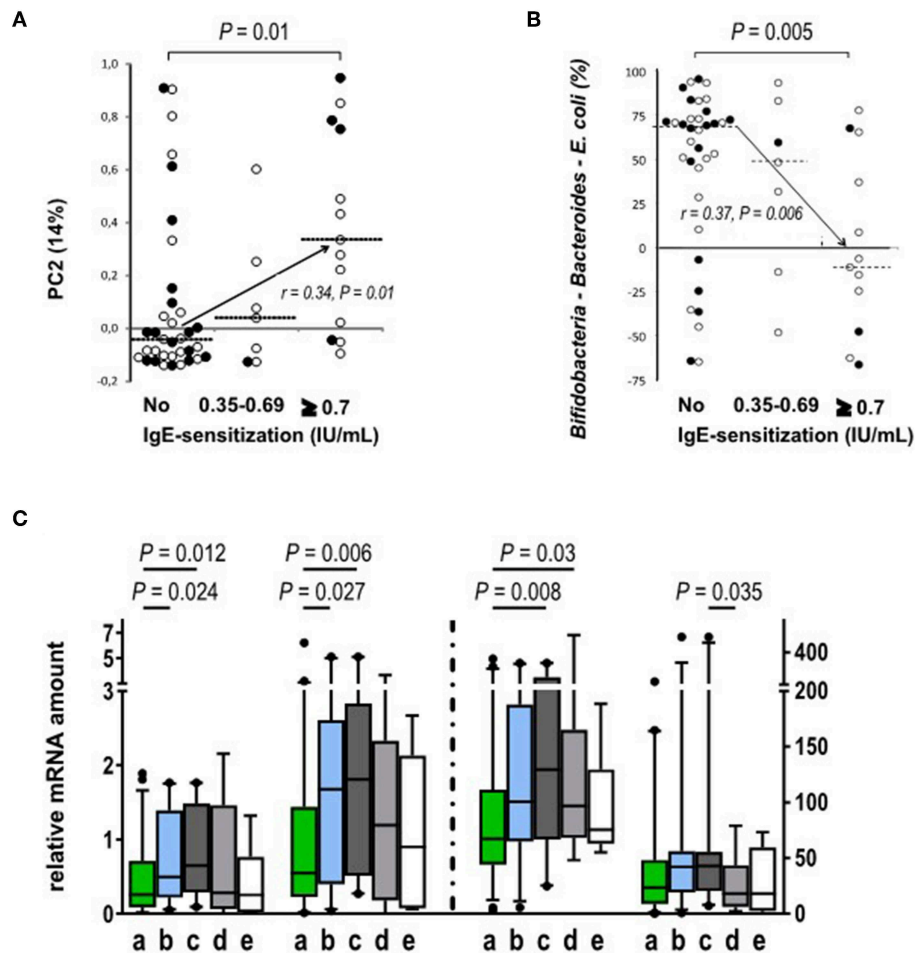 A
P = 0.01
PC2 (14%)
1,0
0,8
0,6
0,4
0,2
0,0
-0,2
r = 0.34, P = 0.01
No 0.35-0.69 ≥ 0.7
IgE-sensitization (IU/mL)
B
P = 0.005
Bifidobacteria - Bacteroides - E. coli (%)
100
75
50
25
0
-25
-50
-75
r = 0.37, P = 0.006
No 0.35-0.69 ≥ 0.7
IgE-sensitization (IU/mL)
C
P = 0.012 P = 0.006 P = 0.03
P = 0.024 P = 0.027 P = 0.008 P = 0.035
relative mRNA amount
7
5
3
2
1
0
400
200
150
100
50
0
a b c d e a b c d e a b c d e a b c d e